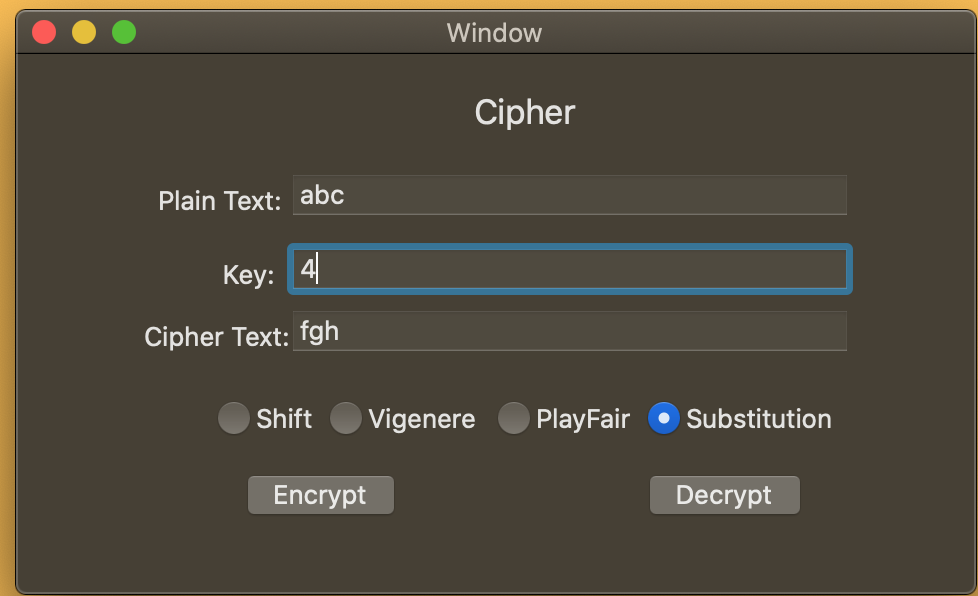 Window
Cipher
Plain Text: abc
Key: 4
Cipher Text: fgh
Shift Vigenere PlayFair Substitution
Encrypt Decrypt